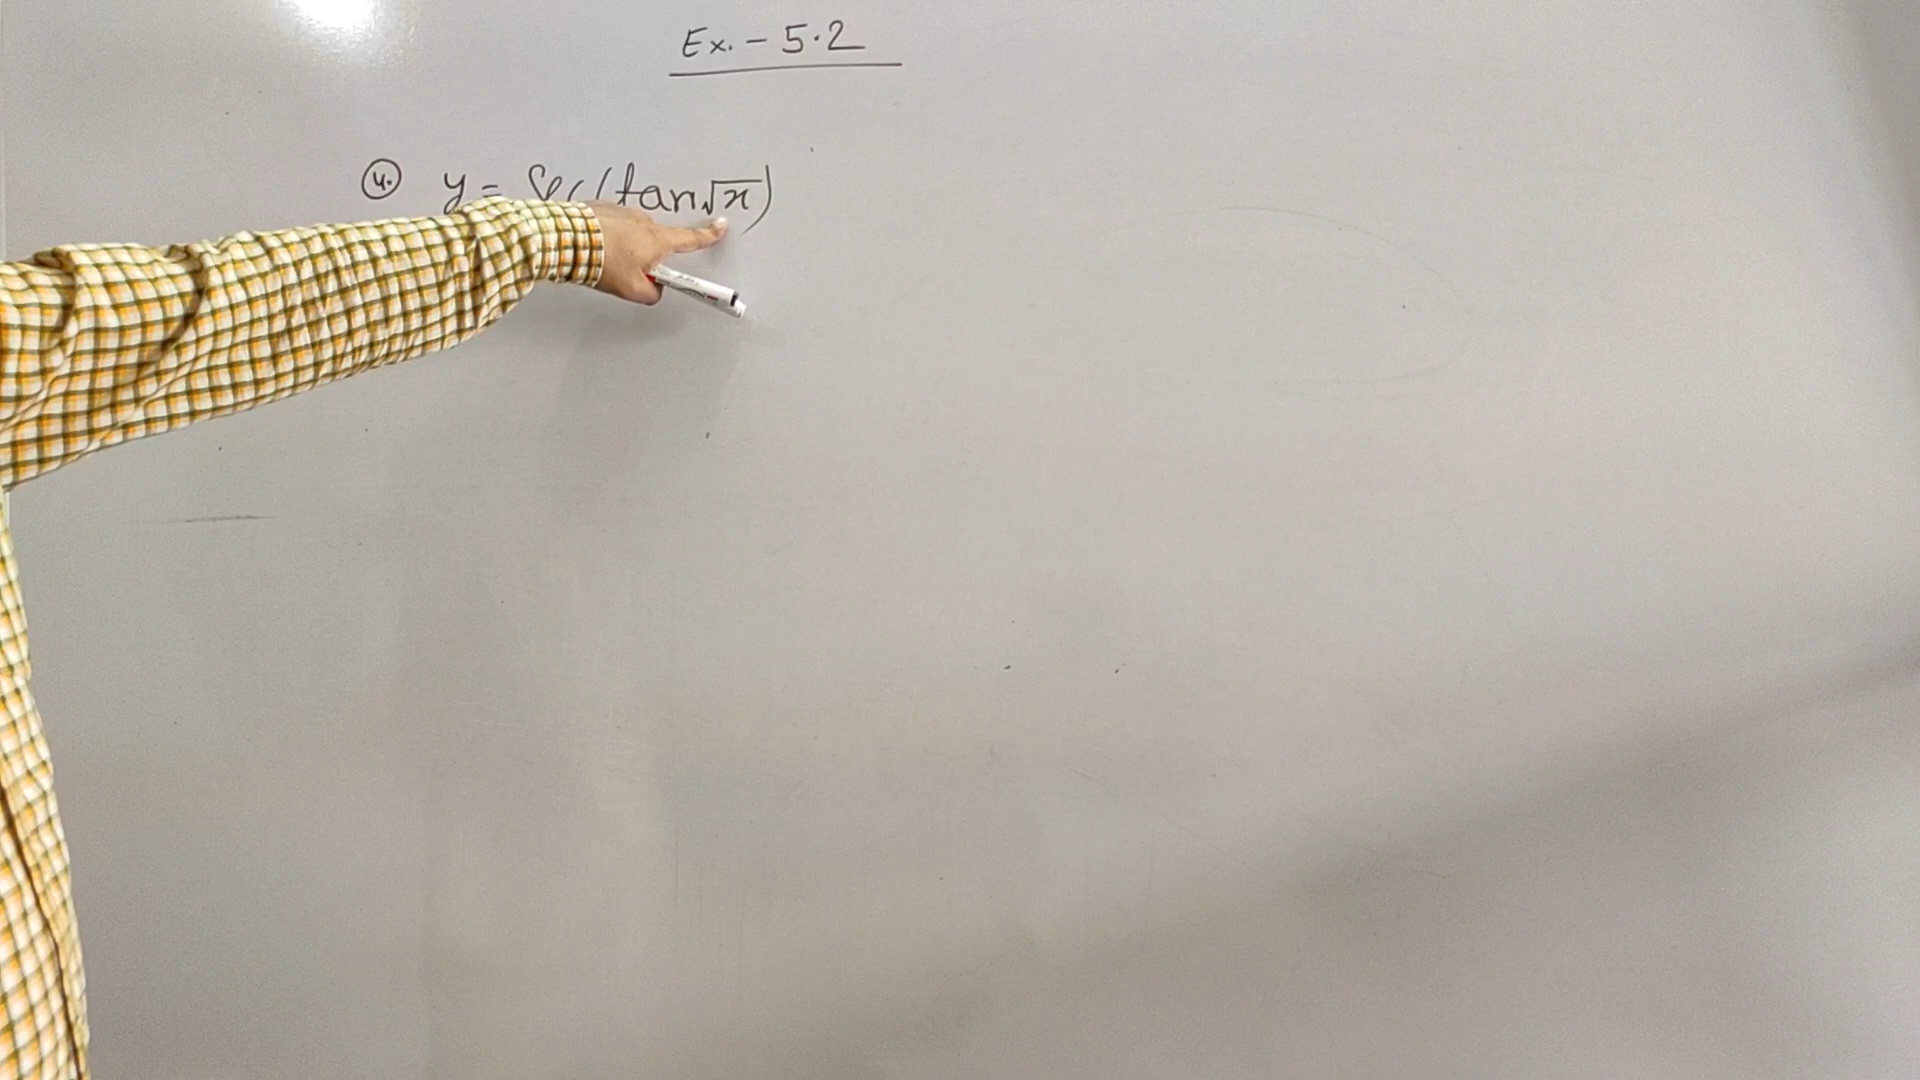 Ex. - 5.2
4. y = Sec(tan√x)